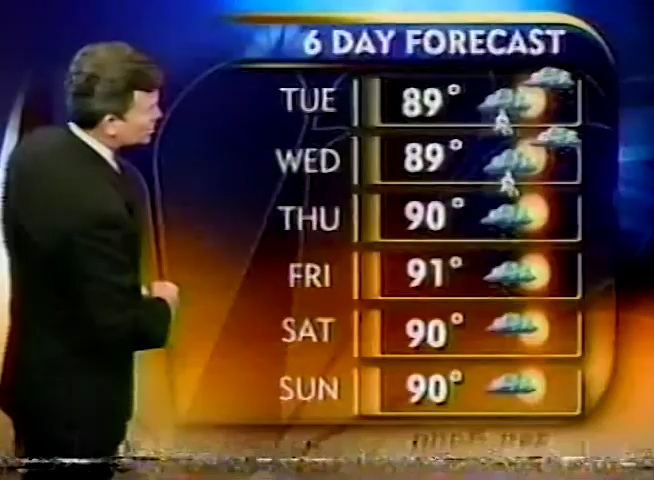 6 DAY FORECAST
TUE 89°
WED 89°
THU 90°
FRI 91°
SAT 90°
SUN 90°